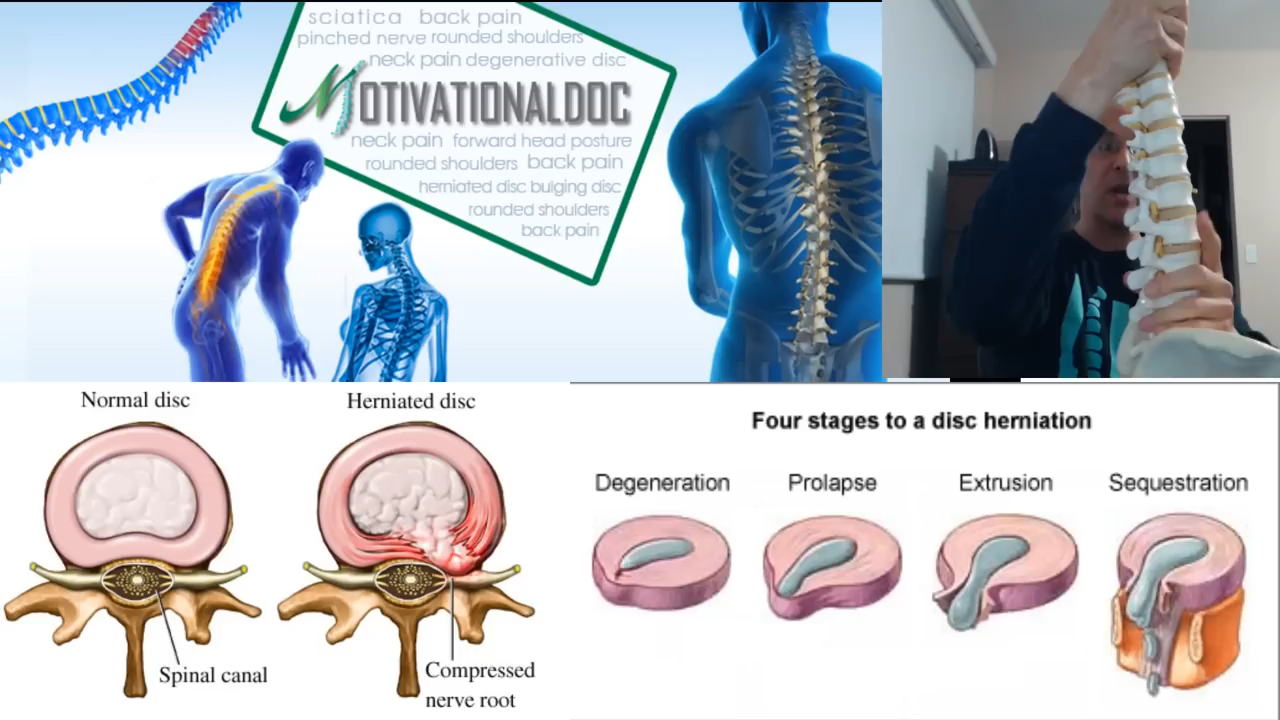 sciatica back pain
pinched nerve rounded shoulders
neck pain degenerative disc
MOTIVATIONALDOC
neck pain forward head posture
rounded shoulders back pain
herniated disc bulging disc
rounded shoulders
back pain
Normal disc
Herniated disc
Spinal canal
Compressed
nerve root
Four stages to a disc herniation
Degeneration Prolapse Extrusion Sequestration